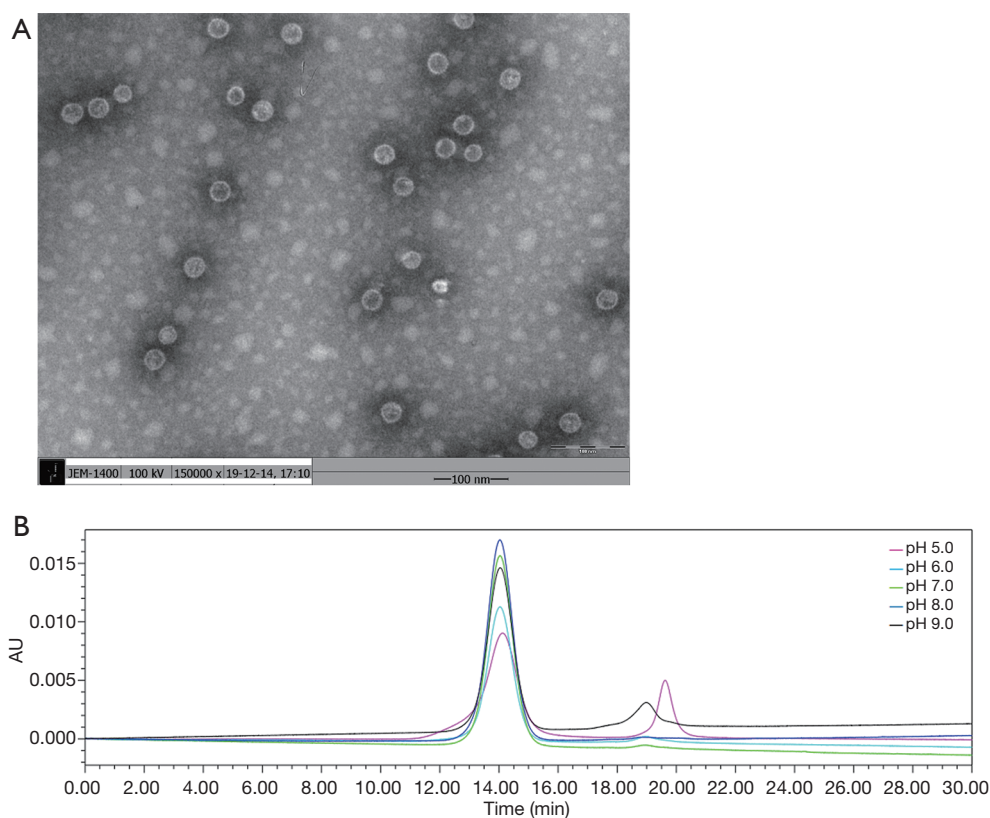 A
100 nm
JEM-1400 100 kV 150000 x 19-12-14, 17:10
100 nm
B
AU
0.015
0.010
0.005
0.000
pH 5.0
pH 6.0
pH 7.0
pH 8.0
pH 9.0
0.00 2.00 4.00 6.00 8.00 10.00 12.00 14.00 16.00 18.00 20.00 22.00 24.00 26.00 28.00 30.00
Time (min)